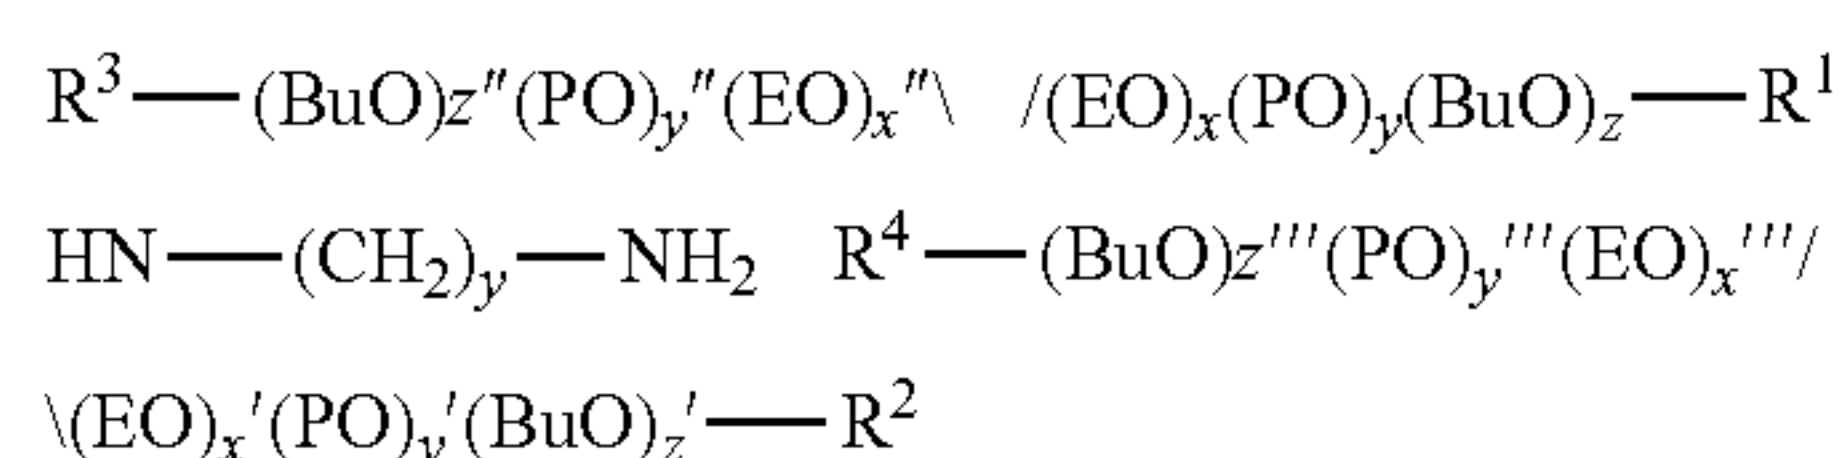 R³—(BuO)z″(PO)y″(EO)x″\ /(EO)x(PO)y(BuO)z—R¹
HN—(CH₂)y—NH₂ R⁴—(BuO)z‴(PO)y‴(EO)x‴/
\(EO)x′(PO)y′(BuO)z′—R²